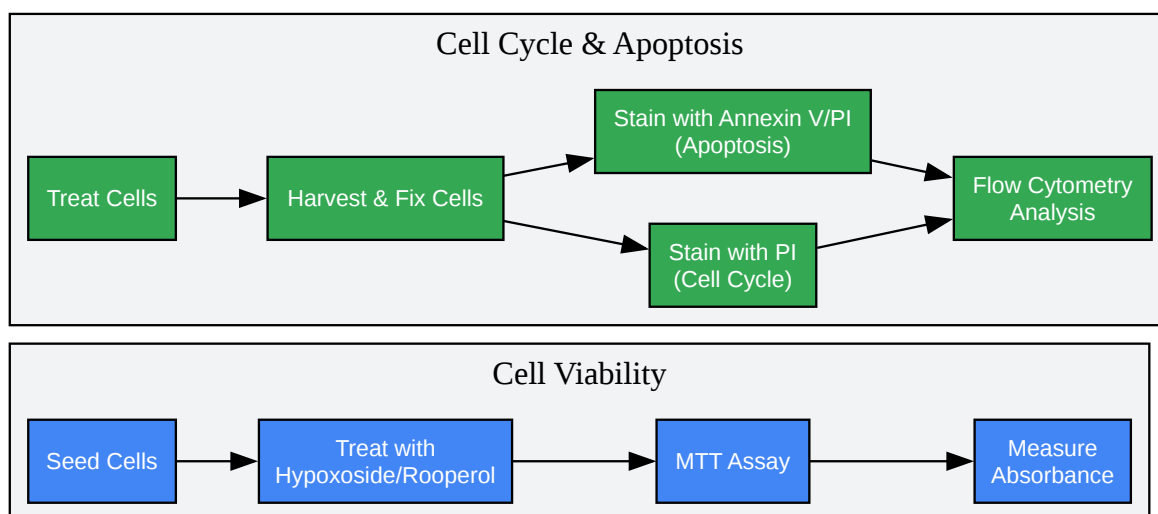 Cell Cycle & Apoptosis
Treat Cells
Harvest & Fix Cells
Stain with Annexin V/PI
(Apoptosis)
Stain with PI
(Cell Cycle)
Flow Cytometry
Analysis
Cell Viability
Seed Cells
Treat with
Hypoxoside/Rooperol
MTT Assay
Measure
Absorbance